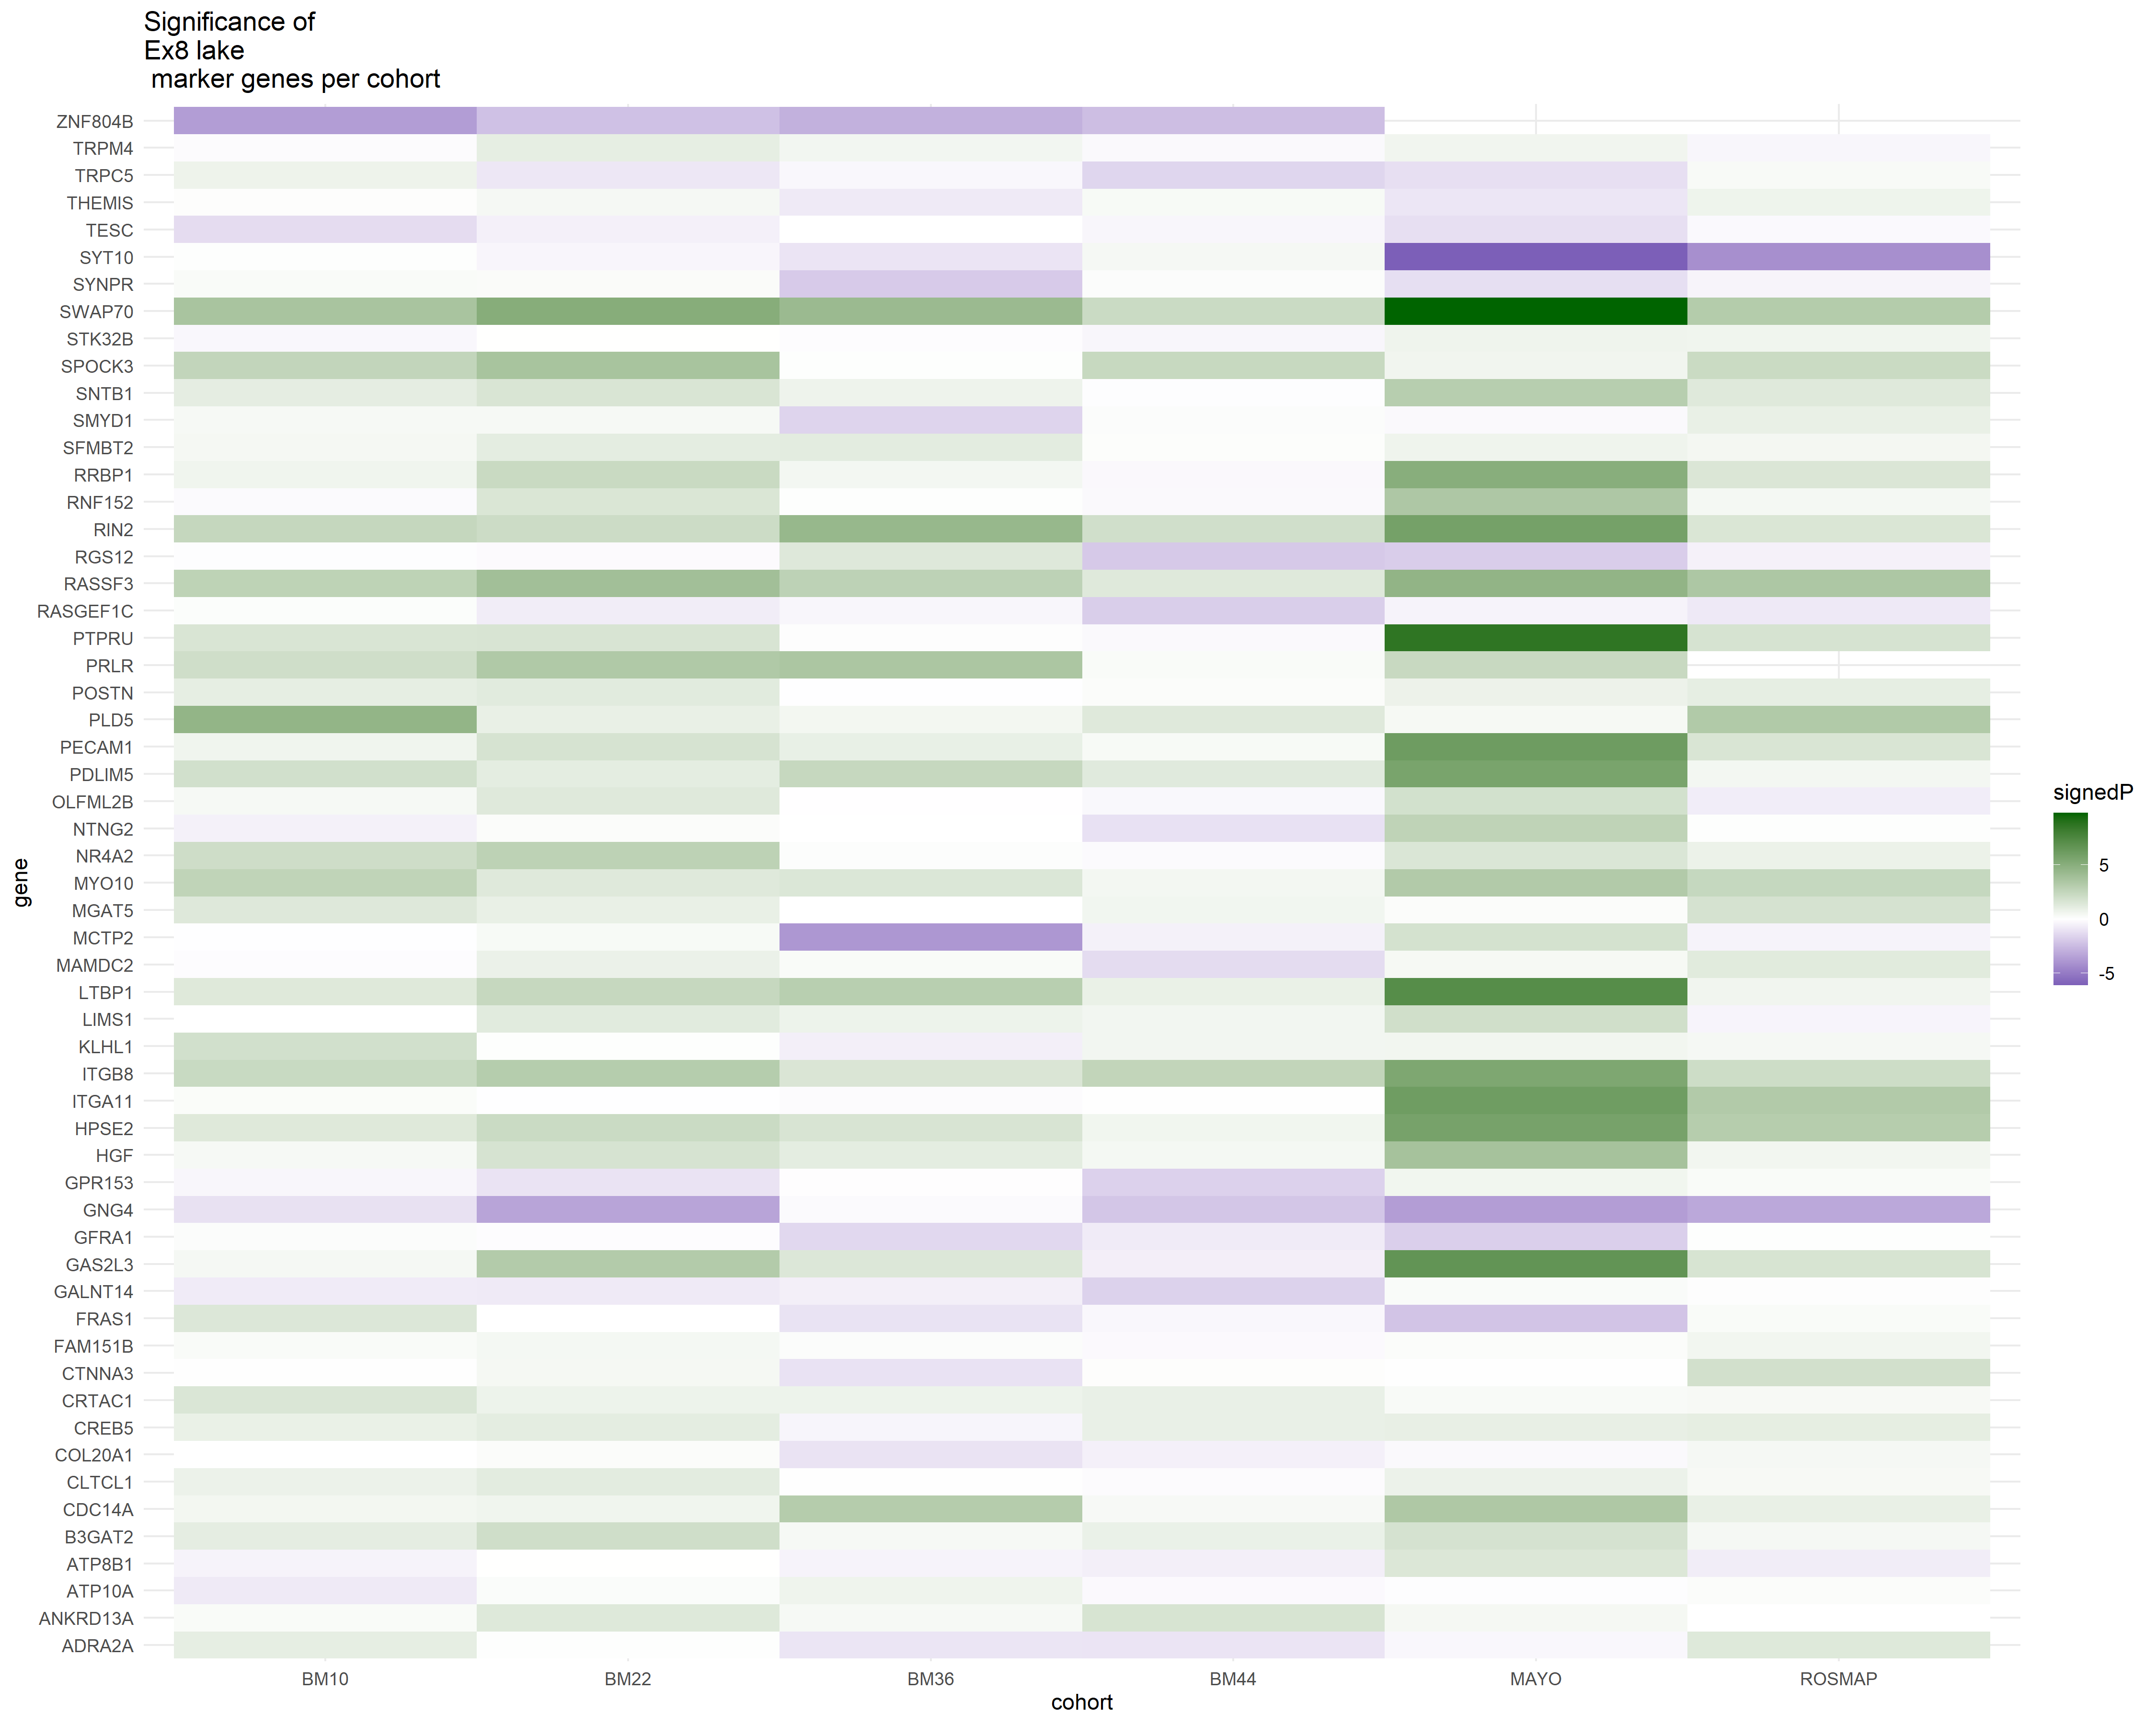 Significance of
Ex8 lake
marker genes per cohort
gene
ZNF804B
TRPM4
TRPC5
THEMIS
TESC
SYT10
SYNPR
SWAP70
STK32B
SPOCK3
SNTB1
SMYD1
SFMBT2
RRBP1
RNF152
RIN2
RGS12
RASSF3
RASGEF1C
PTPRU
PRLR
POSTN
PLD5
PECAM1
PDLIM5
OLFML2B
NTNG2
NR4A2
MYO10
MGAT5
MCTP2
MAMDC2
LTBP1
LIMS1
KLHL1
ITGB8
ITGA11
HPSE2
HGF
GPR153
GNG4
GFRA1
GAS2L3
GALNT14
FRAS1
FAM151B
CTNNA3
CRTAC1
CREB5
COL20A1
CLTCL1
CDC14A
B3GAT2
ATP8B1
ATP10A
ANKRD13A
ADRA2A
BM10 BM22 BM36 BM44 MAYO ROSMAP
cohort
signedP
5
0
-5